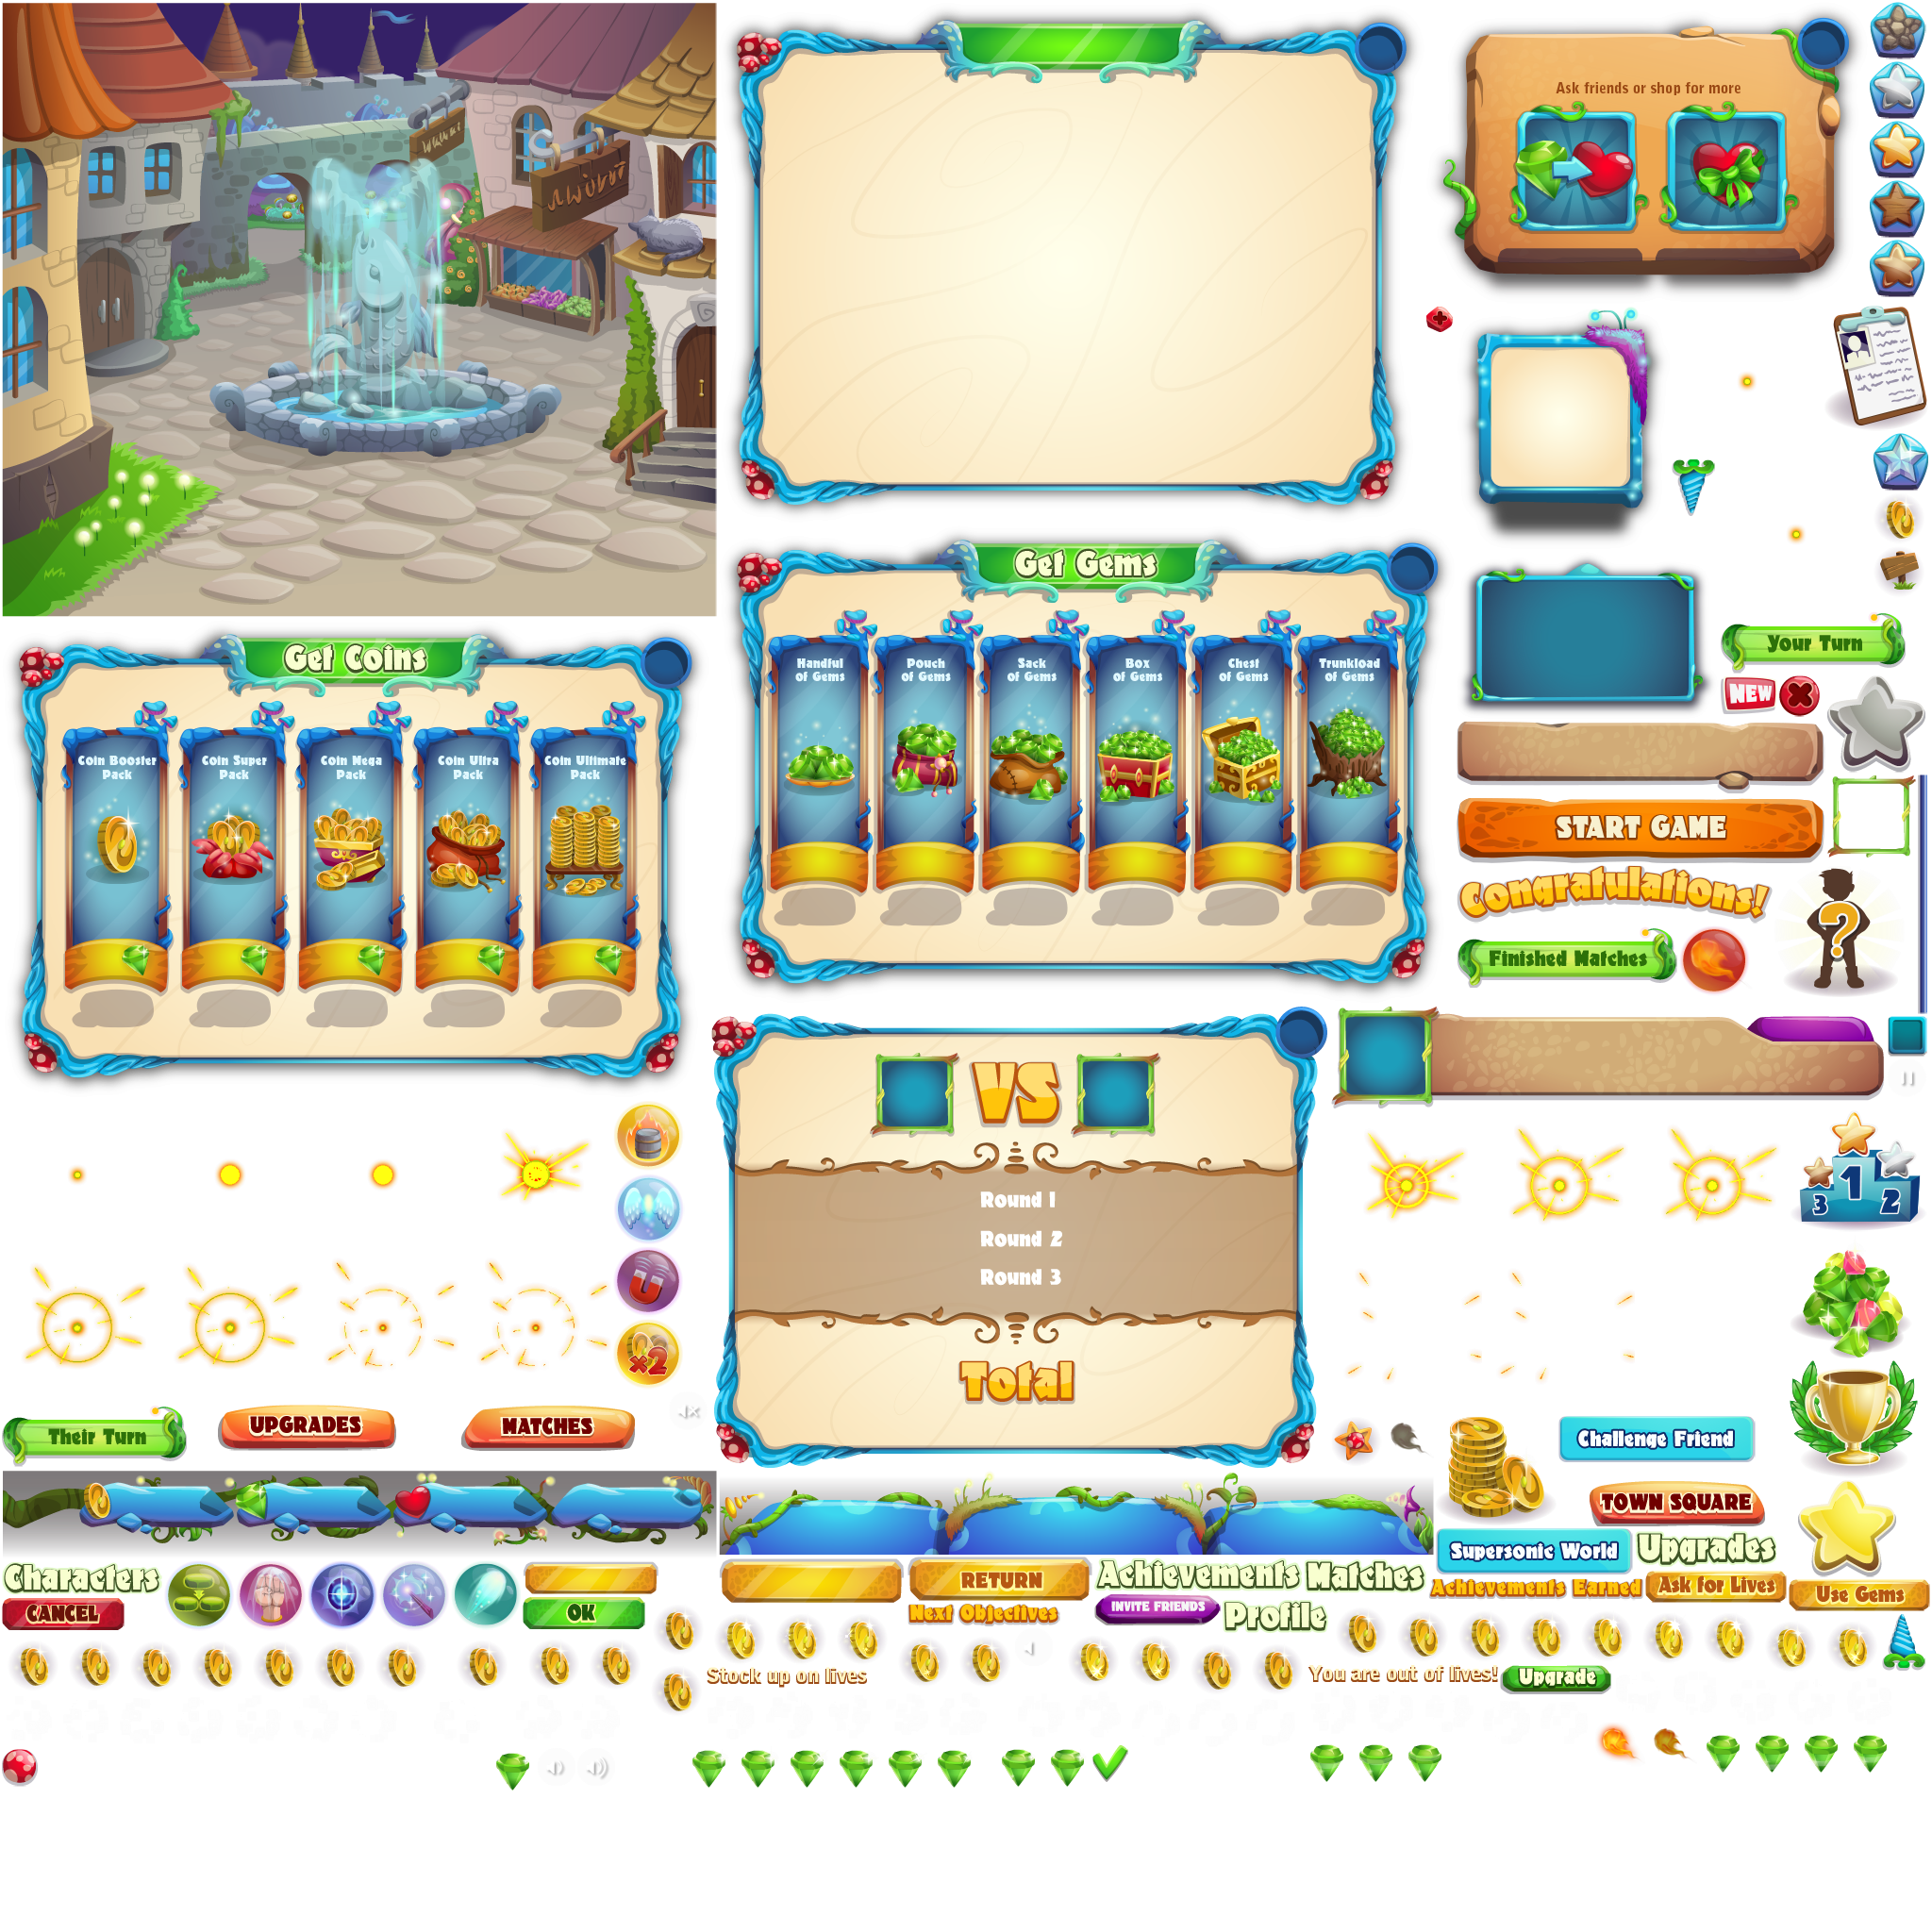 Ask friends or shop for more
Get Gems
Handful
of Gems
Pouch
of Gems
Sack
of Gems
Box
of Gems
Chest
of Gems
Trunkload
of Gems
Your Turn
NEW
Get Coins
Coin Booster
Pack
Coin Super
Pack
Coin Mega
Pack
Coin Ultra
Pack
Coin Ultimate
Pack
START GAME
Congratulations!
?
Finished Matches
VS
Round 1
Round 2
Round 3
Total
1
2
3
x2
Their Turn
UPGRADES
MATCHES
Challenge Friend
TOWN SQUARE
Supersonic World
Upgrades
Characters
CANCEL
OK
RETURN
Next Objectives
Achievements
Matches
INVITE FRIENDS
Profile
Achievements Earned
Ask for Lives
Use Gems
Stock up on lives
You are out of lives!
Upgrade